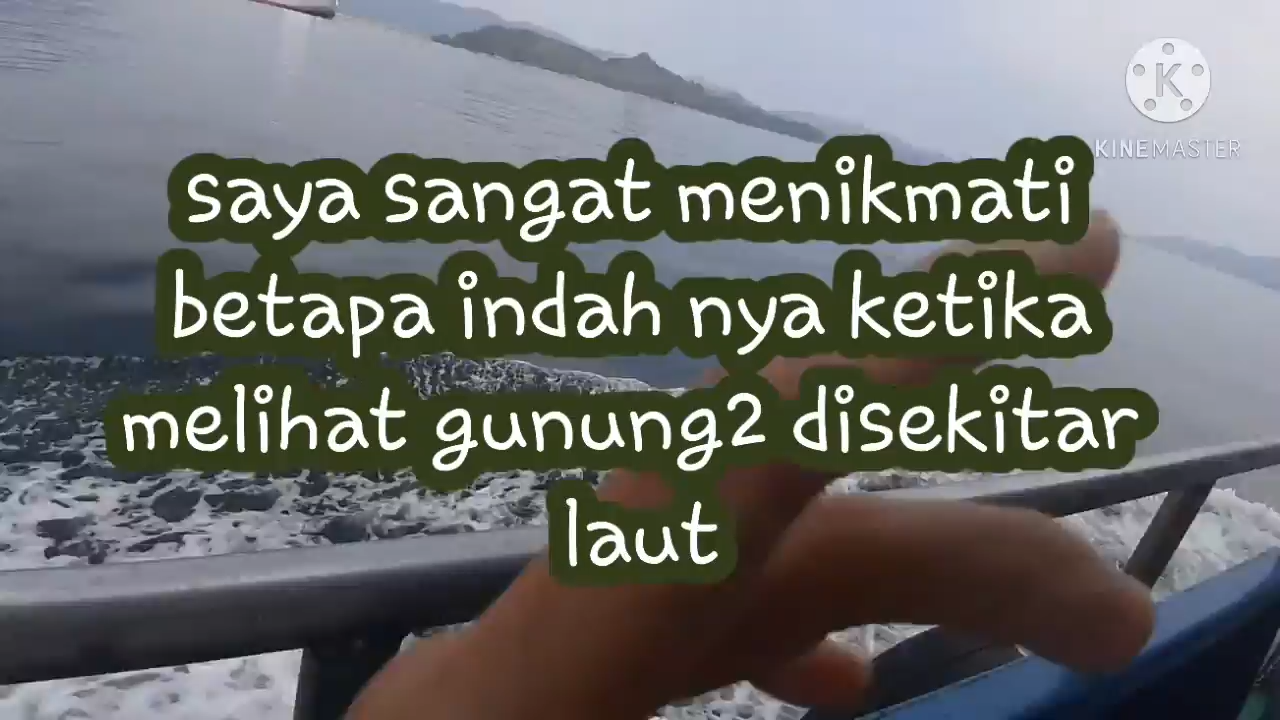 K
KINEMASTER
saya sangat menikmati
betapa indah nya ketika
melihat gunung2 disekitar
laut